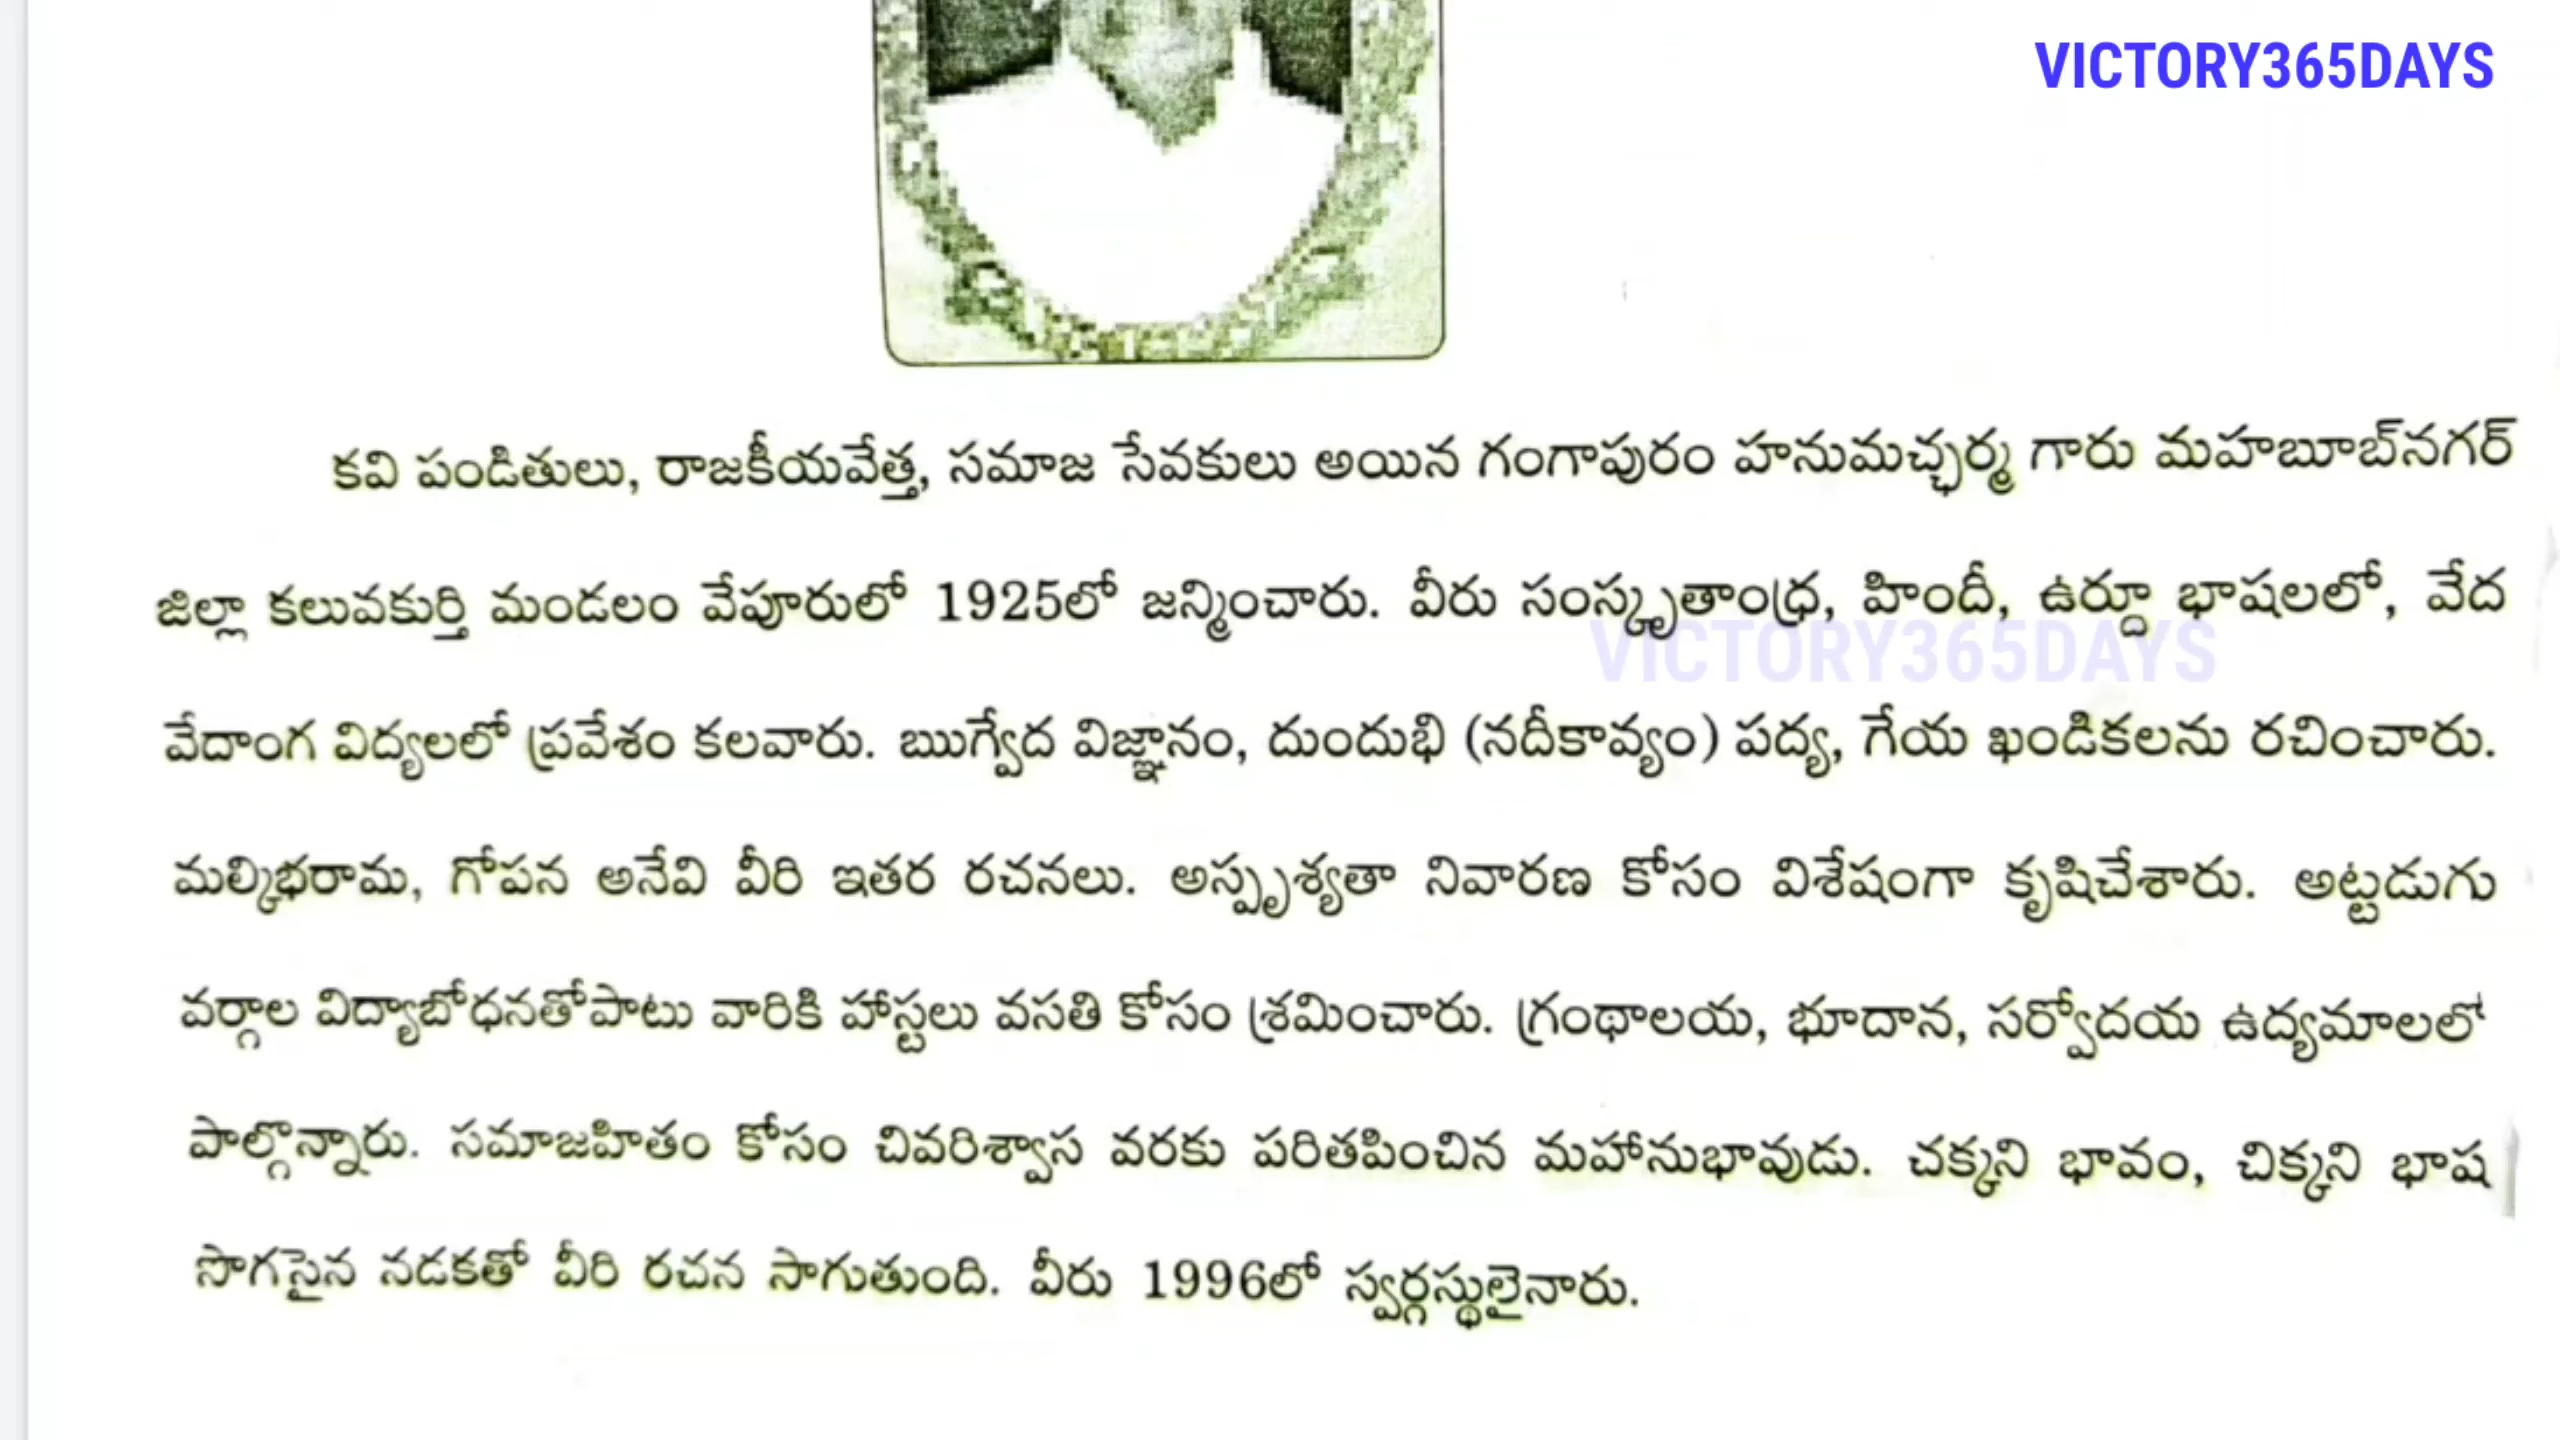 VICTORY365DAYS
కవి పండితులు, రాజకీయవేత్త, సమాజ సేవకులు అయిన గంగాపురం హనుమచ్ఛర్మ గారు మహబూబ్‌నగర్
జిల్లా కలువకుర్తి మండలం వేపూరులో 1925లో జన్మించారు. వీరు సంస్కృతాంధ్ర, హిందీ, ఉర్దూ భాషలలో, వేద
VICTORY365DAYS
వేదాంగ విద్యలలో ప్రవేశం కలవారు. ఋగ్వేద విజ్ఞానం, దుందుభి (నదీకావ్యం) పద్య, గేయ ఖండికలను రచించారు.
మల్కిభరామ, గోపన అనేవి వీరి ఇతర రచనలు. అస్పృశ్యతా నివారణ కోసం విశేషంగా కృషిచేశారు. అట్టడుగు
వర్గాల విద్యాబోధనతోపాటు వారికి హాస్టలు వసతి కోసం శ్రమించారు. గ్రంథాలయ, భూదాన, సర్వోదయ ఉద్యమాలలో
పాల్గొన్నారు. సమాజహితం కోసం చివరిశ్వాస వరకు పరితపించిన మహానుభావుడు. చక్కని భావం, చిక్కని భాష
సొగసైన నడకతో వీరి రచన సాగుతుంది. వీరు 1996లో స్వర్గస్థులైనారు.